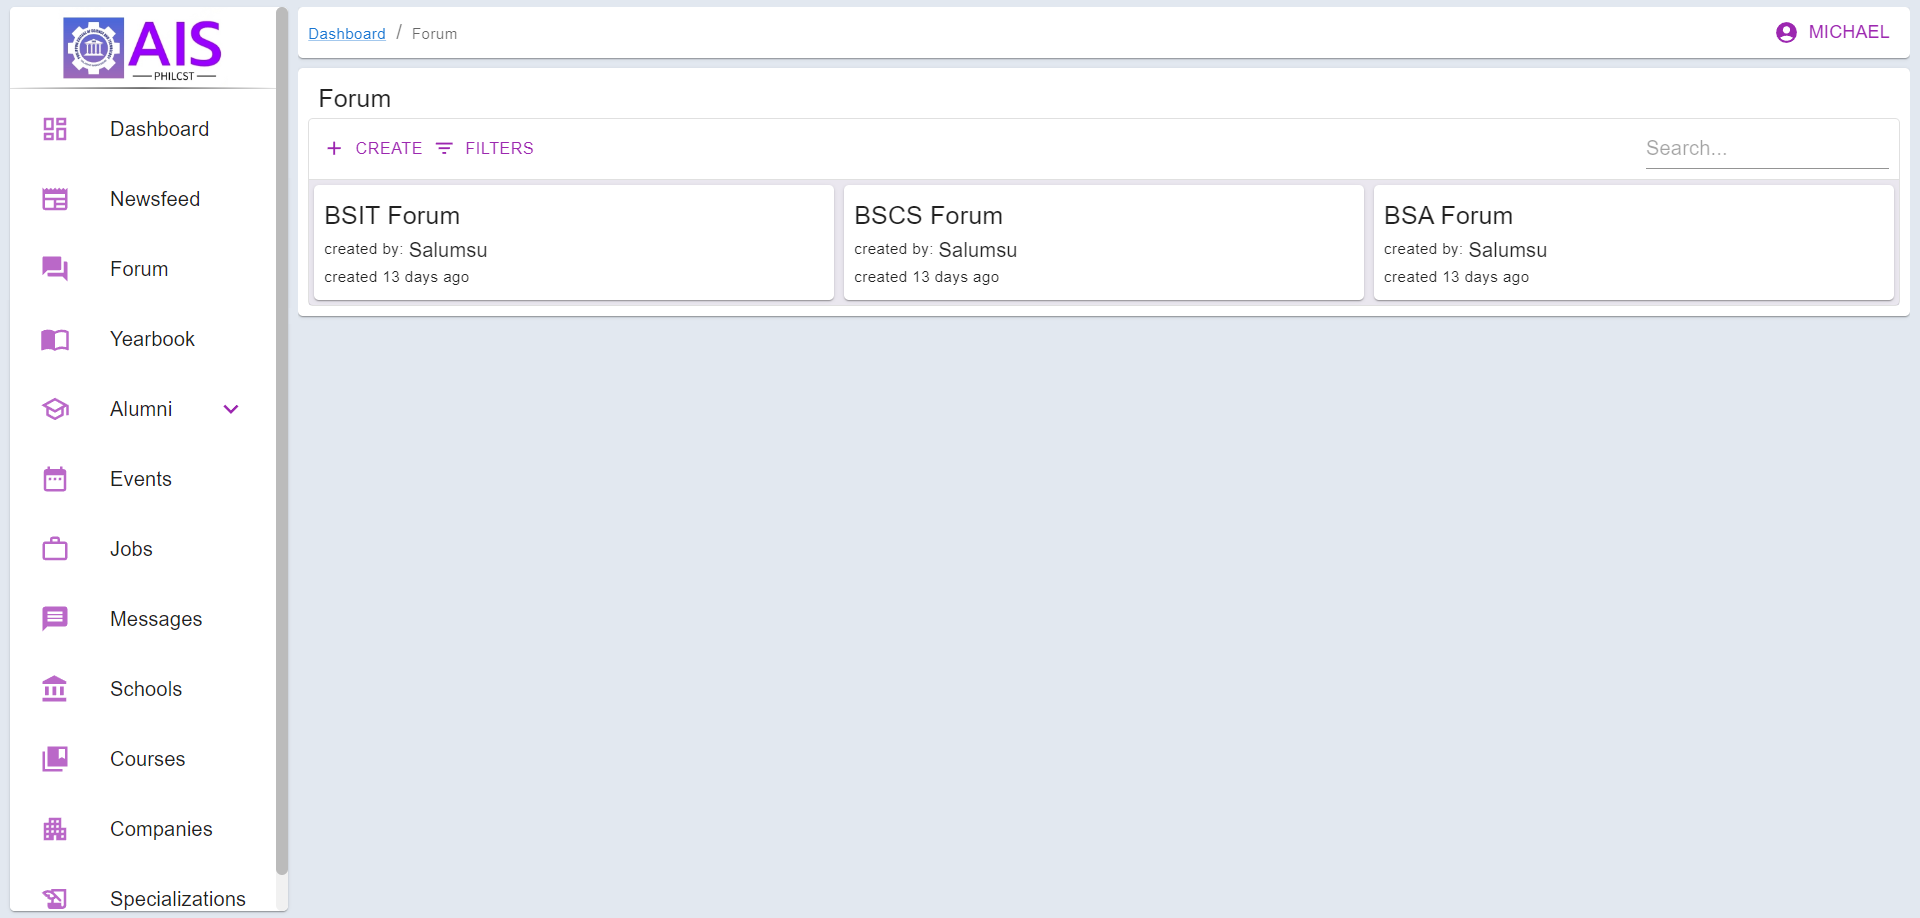 AIS
PHILCST
Dashboard
Newsfeed
Forum
Yearbook
Alumni
Events
Jobs
Messages
Schools
Courses
Companies
Specializations
Dashboard / Forum
MICHAEL
Forum
+ CREATE FILTERS
Search...
BSIT Forum
created by: Salumsu
created 13 days ago
BSCS Forum
created by: Salumsu
created 13 days ago
BSA Forum
created by: Salumsu
created 13 days ago